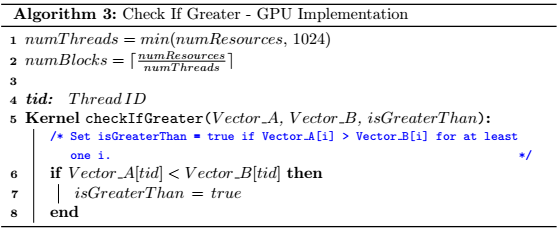 Algorithm 3: Check If Greater - GPU Implementation
1 numThreads = min(numResources, 1024)
2 numBlocks = ⌈numResources/numThreads⌉
3
4 tid: ThreadID
5 Kernel checkIfGreater(Vector_A, Vector_B, isGreaterThan):
/* Set isGreaterThan = true if Vector_A[i] > Vector_B[i] for at least
one i. */
6 if Vector_A[tid] < Vector_B[tid] then
7 isGreaterThan = true
8 end